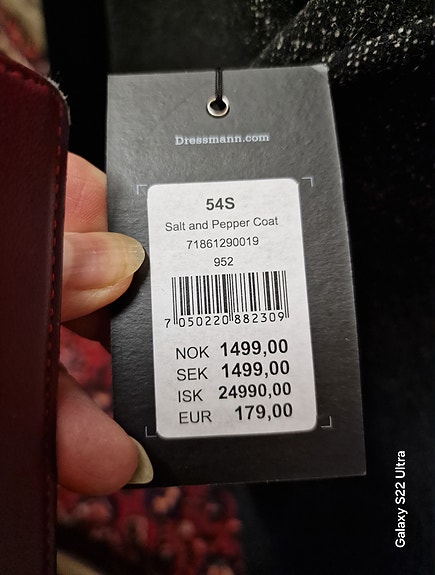 Dressmann.com
54S
Salt and Pepper Coat
71861290019
952
7 050220 882309
NOK 1499,00
SEK 1499,00
ISK 24990,00
EUR 179,00
Galaxy S22 Ultra